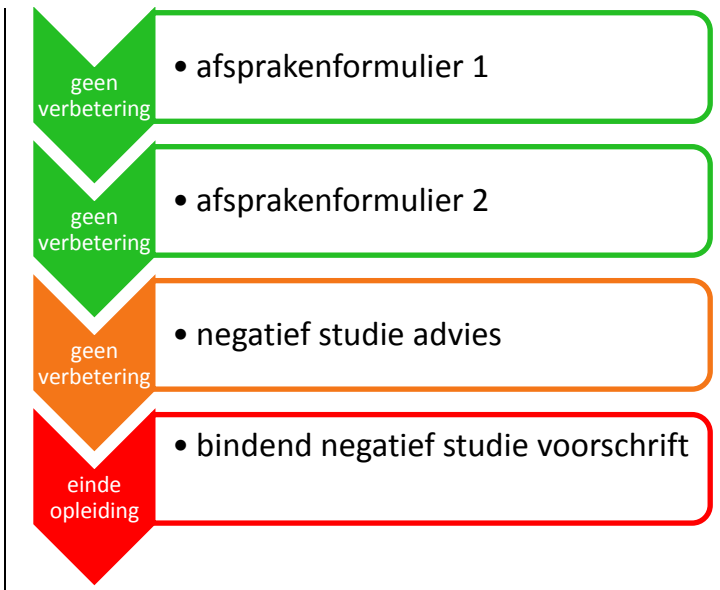 geen
verbetering
• afsprakenformulier 1
geen
verbetering
• afsprakenformulier 2
geen
verbetering
• negatief studie advies
einde
opleiding
• bindend negatief studie voorschrift